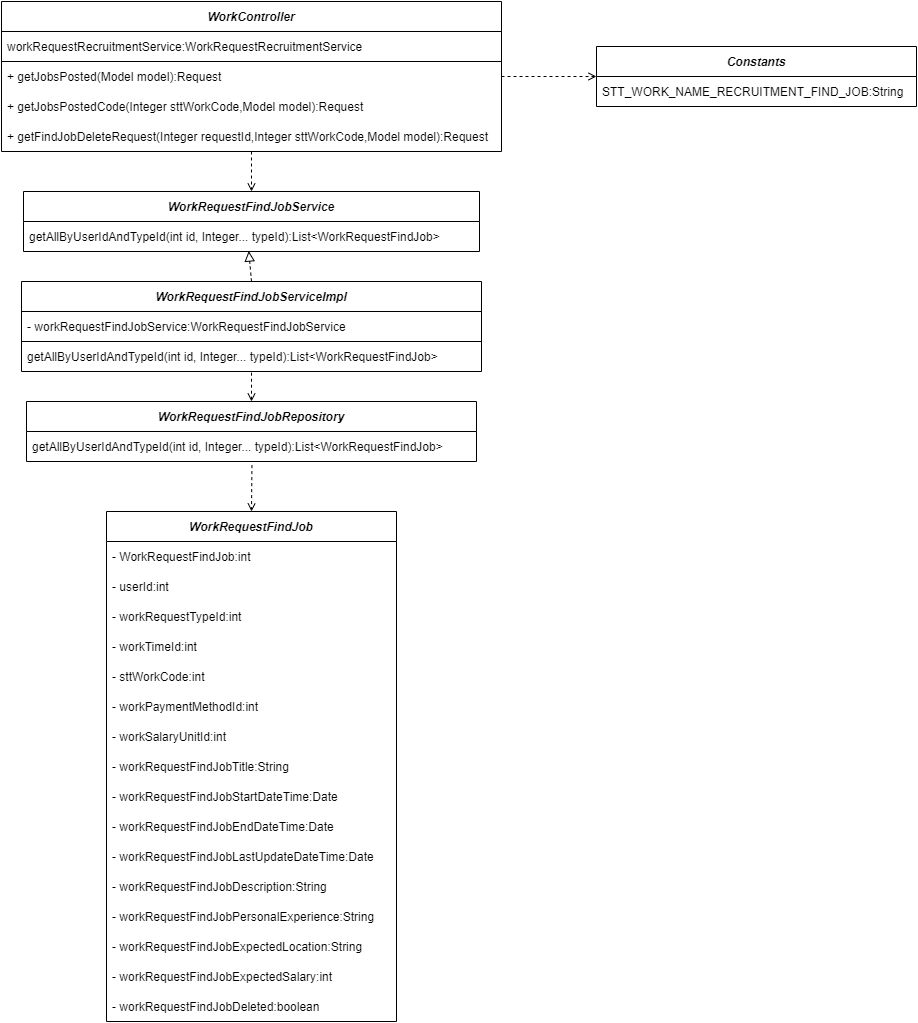 WorkController
workRequestRecruitmentService:WorkRequestRecruitmentService
+ getJobsPosted(Model model):Request
+ getJobsPostedCode(Integer sttWorkCode,Model model):Request
+ getFindJobDeleteRequest(Integer requestId,Integer sttWorkCode,Model model):Request
Constants
STT_WORK_NAME_RECRUITMENT_FIND_JOB:String
WorkRequestFindJobService
getAllByUserIdAndTypeId(int id, Integer... typeId):List<WorkRequestFindJob>
WorkRequestFindJobServiceImpl
- workRequestFindJobService:WorkRequestFindJobService
getAllByUserIdAndTypeId(int id, Integer... typeId):List<WorkRequestFindJob>
WorkRequestFindJobRepository
getAllByUserIdAndTypeId(int id, Integer... typeId):List<WorkRequestFindJob>
WorkRequestFindJob
- WorkRequestFindJob:int
- userId:int
- workRequestTypeId:int
- workTimeId:int
- sttWorkCode:int
- workPaymentMethodId:int
- workSalaryUnitId:int
- workRequestFindJobTitle:String
- workRequestFindJobStartDateTime:Date
- workRequestFindJobEndDateTime:Date
- workRequestFindJobLastUpdateDateTime:Date
- workRequestFindJobDescription:String
- workRequestFindJobPersonalExperience:String
- workRequestFindJobExpectedLocation:String
- workRequestFindJobExpectedSalary:int
- workRequestFindJobDeleted:boolean